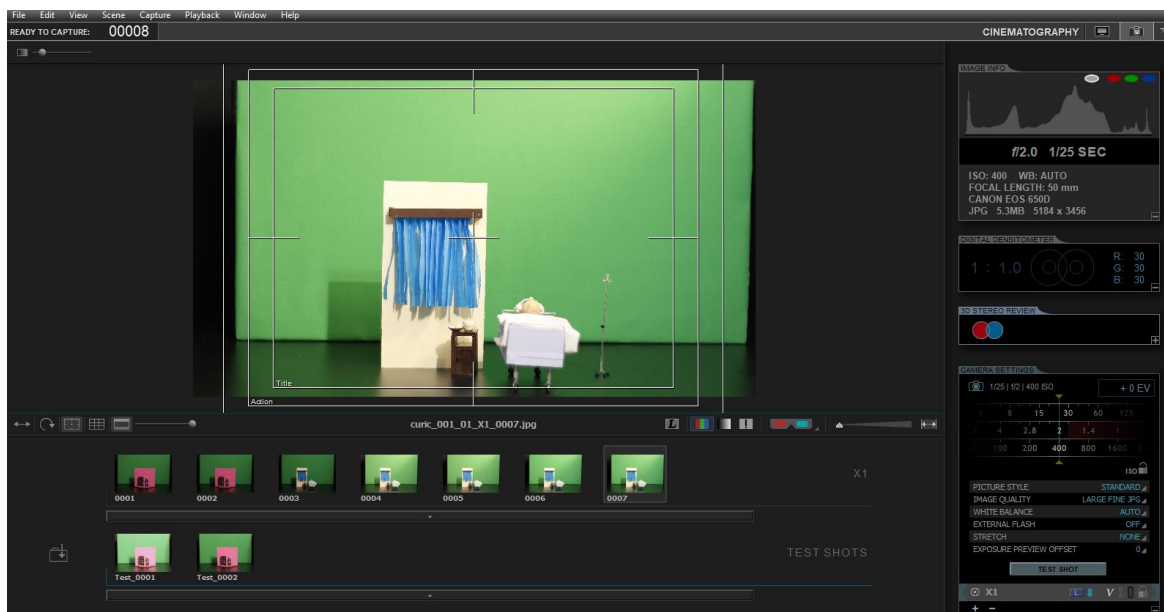 File Edit View Scene Capture Playback Window Help
READY TO CAPTURE: 00008
CINEMATOGRAPHY
IMAGE INFO
f/2.0 1/25 SEC
ISO: 400 WB: AUTO
FOCAL LENGTH: 50 mm
CANON EOS 650D
JPG 5.3MB 5184 x 3456
DIGITAL DENSITOMETER
1 : 1.0
R: 30
G: 30
B: 30
3D STEREO REVIEW
Title
Action
CAMERA SETTINGS
1/25 | f/2 | 400 ISO + 0 EV
8 15 30 60 125
4 2.8 2 1.4
100 200 400 800 1600
ISO
curic_001_01_X1_0007.jpg
X1
0001 0002 0003 0004 0005 0006 0007
TEST SHOTS
Test_0001 Test_0002
PICTURE STYLE STANDARD
IMAGE QUALITY LARGE FINE JPG
WHITE BALANCE AUTO
EXTERNAL FLASH OFF
STRETCH NONE
EXPOSURE PREVIEW OFFSET 0
TEST SHOT
X1 L V